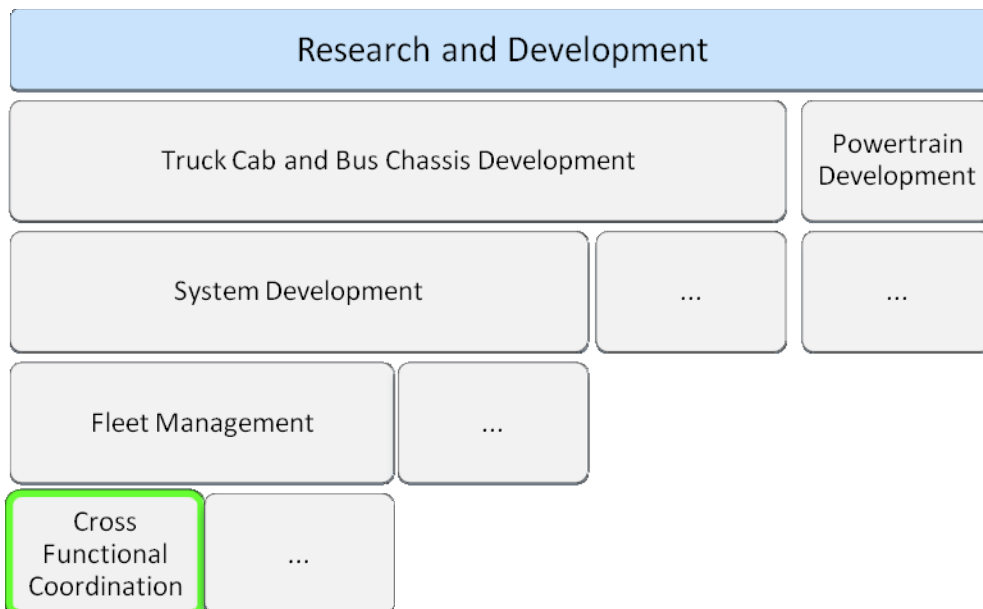 Research and Development
Truck Cab and Bus Chassis Development
Powertrain
Development
System Development
...
...
Fleet Management
...
Cross
Functional
Coordination
...